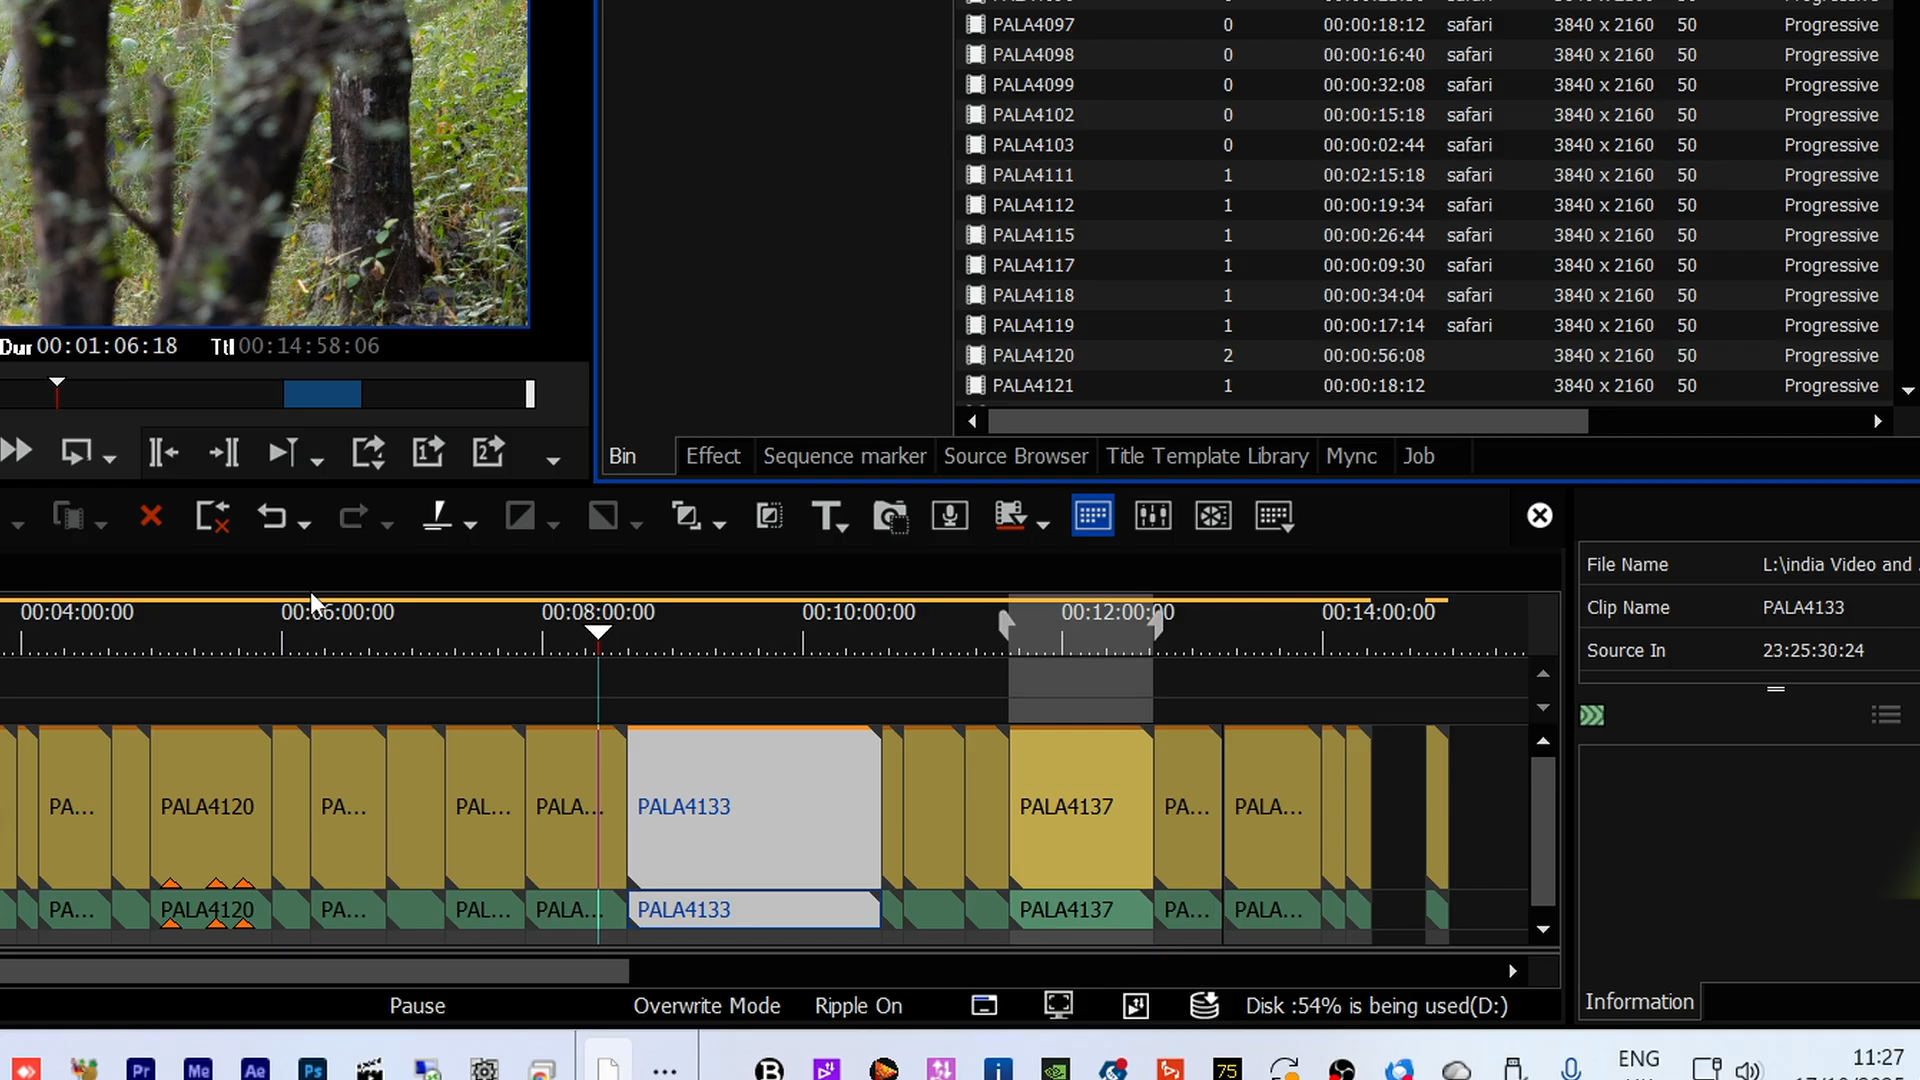 PALA4097 0 00:00:18:12 safari 3840 x 2160 50 Progressive
PALA4098 0 00:00:16:40 safari 3840 x 2160 50 Progressive
PALA4099 0 00:00:32:08 safari 3840 x 2160 50 Progressive
PALA4102 0 00:00:15:18 safari 3840 x 2160 50 Progressive
PALA4103 0 00:00:02:44 safari 3840 x 2160 50 Progressive
PALA4111 1 00:02:15:18 safari 3840 x 2160 50 Progressive
PALA4112 1 00:00:19:34 safari 3840 x 2160 50 Progressive
PALA4115 1 00:00:26:44 safari 3840 x 2160 50 Progressive
PALA4117 1 00:00:09:30 safari 3840 x 2160 50 Progressive
PALA4118 1 00:00:34:04 safari 3840 x 2160 50 Progressive
PALA4119 1 00:00:17:14 safari 3840 x 2160 50 Progressive
PALA4120 2 00:00:56:08 3840 x 2160 50 Progressive
PALA4121 1 00:00:18:12 3840 x 2160 50 Progressive
Dur 00:01:06:18 Ttl 00:14:58:06
Bin Effect Sequence marker Source Browser Title Template Library Mync Job
File Name L:\india Video and
Clip Name PALA4133
Source In 23:25:30:24
00:04:00:00 00:06:00:00 00:08:00:00 00:10:00:00 00:12:00:00 00:14:00:00
PA... PALA4120 PA... PAL... PALA... PALA4133 PALA4137 PA... PALA...
PA... PALA4120 PA... PAL... PALA... PALA4133 PALA4137 PA... PALA...
Pause Overwrite Mode Ripple On Disk :54% is being used(D:)
Information
Pr Me Ae Ps 75 ENG 11:27